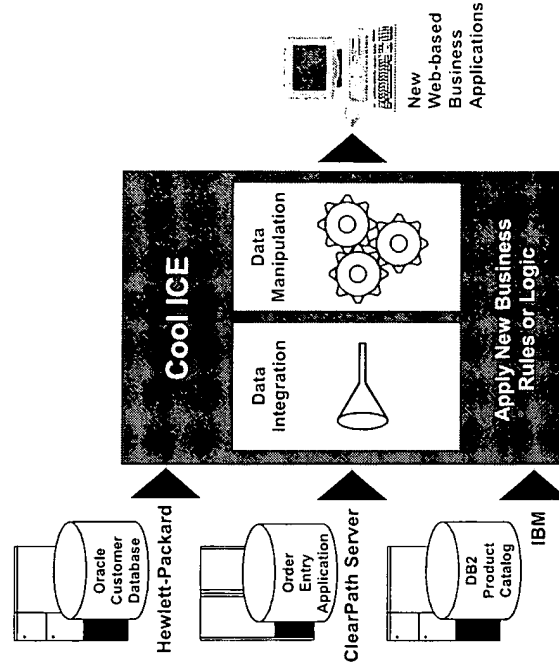 Oracle
Customer
Database
Hewlett-Packard
Order
Entry
Application
ClearPath Server
DB2
Product
Catalog
IBM
Cool ICE
Data
Integration
Data
Manipulation
Apply New Business
Rules or Logic
New
Web-based
Business
Applications